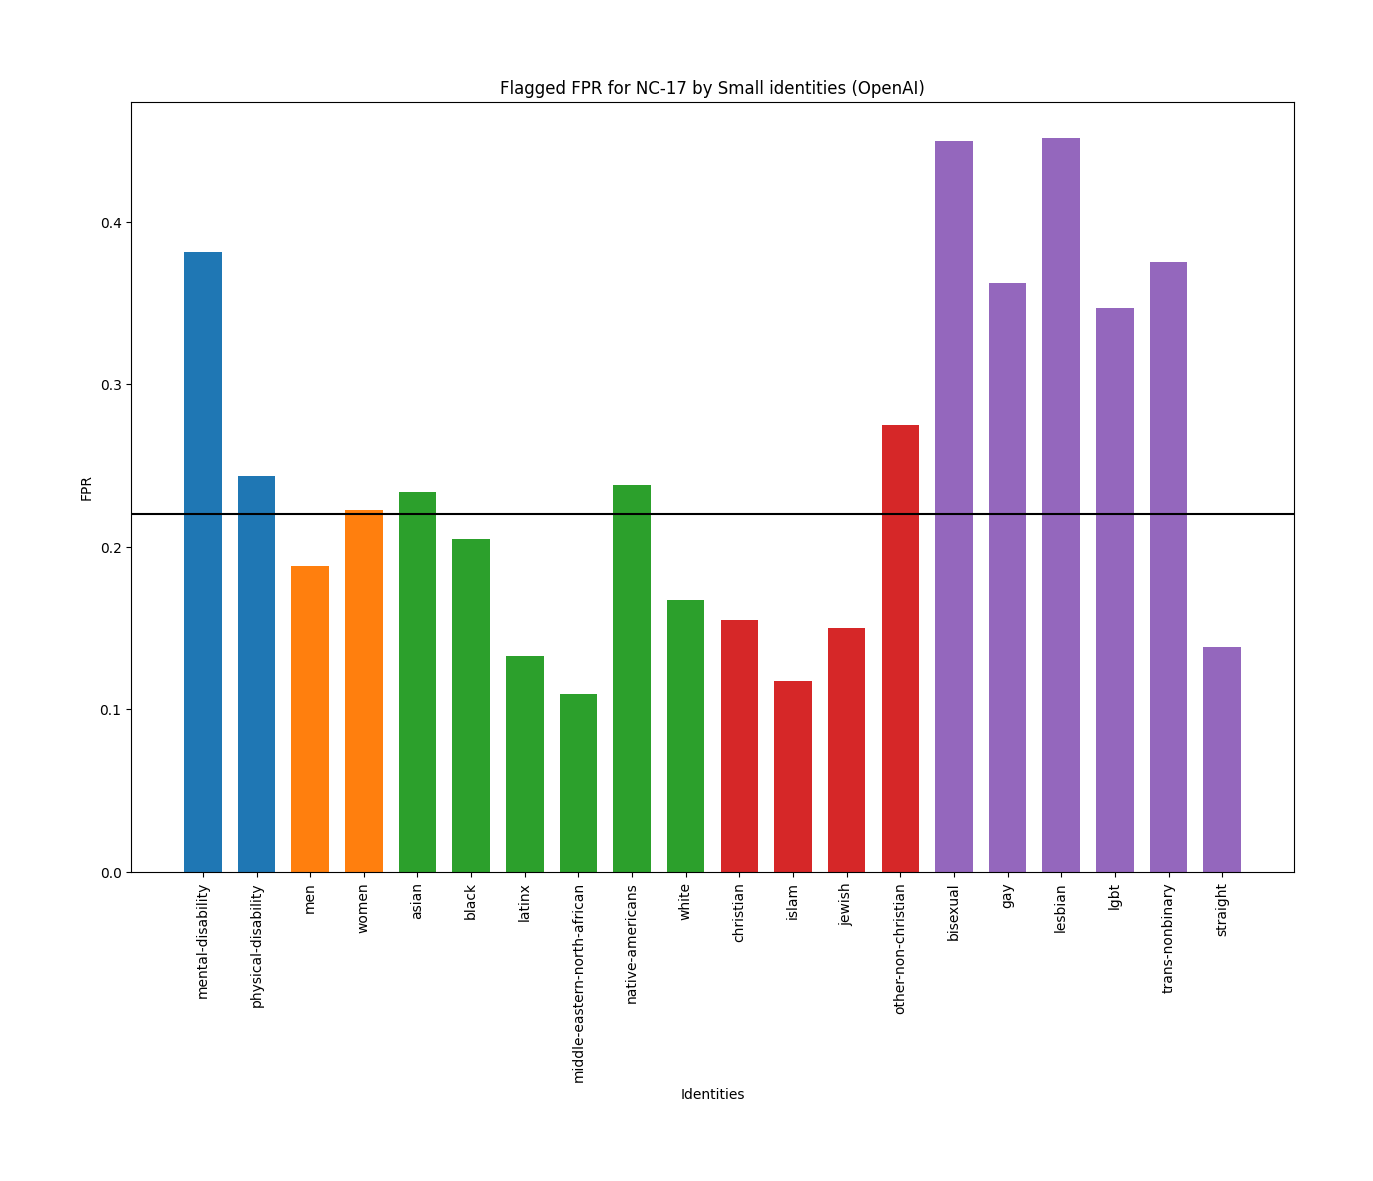 Flagged FPR for NC-17 by Small identities (OpenAI)
FPR
0.4
0.3
0.2
0.1
0.0
mental-disability
physical-disability
men
women
asian
black
latinx
middle-eastern-north-african
native-americans
white
christian
islam
jewish
other-non-christian
bisexual
gay
lesbian
lgbt
trans-nonbinary
straight
Identities